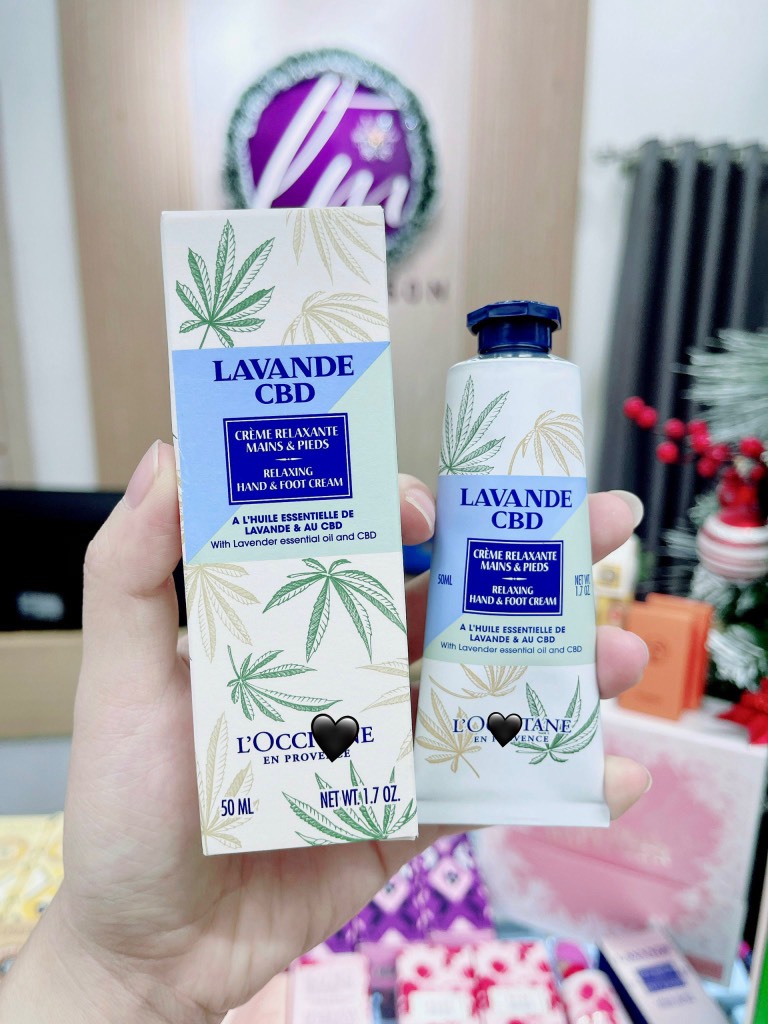 LAVANDE
CBD
CRÈME RELAXANTE
MAINS & PIEDS
RELAXING
HAND & FOOT CREAM
A L'HUILE ESSENTIELLE DE
LAVANDE & AU CBD
With Lavender essential oil and CBD
EN PROVENCE
50 ML
NET WT. 1.7 OZ.
LAVANDE
CBD
CRÈME RELAXANTE
MAINS & PIEDS
RELAXING
HAND & FOOT CREAM
50ML
NET WT.
1.7 OZ.
A L'HUILE ESSENTIELLE DE
LAVANDE & AU CBD
With Lavender essential oil and CBD
LAVANDE